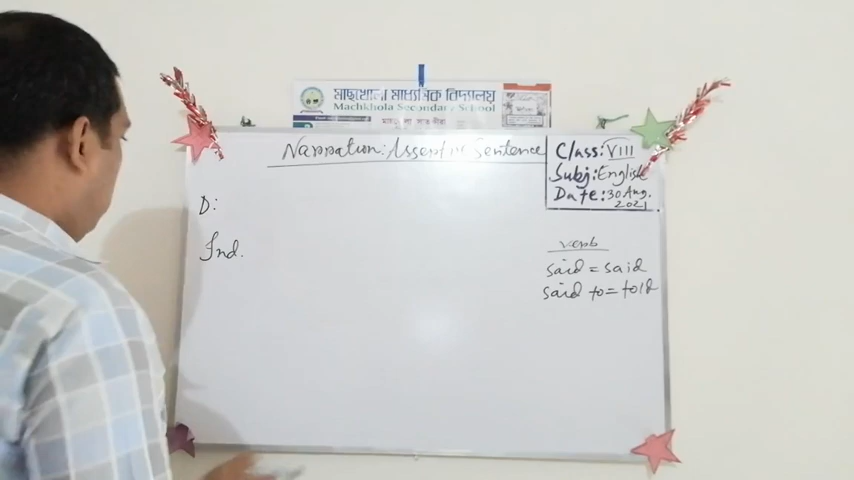 মাছখোলা মাধ্যমিক বিদ্যালয়
Machkhola Secondary School
Narration: Assertive Sentence
Class: VIII
Subj: English
Date: 30 Aug.
2021
D:
Ind.
verb
said = said
said to = told